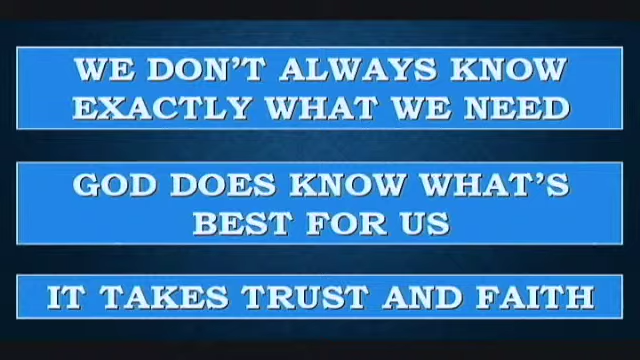 WE DON'T ALWAYS KNOW
EXACTLY WHAT WE NEED
GOD DOES KNOW WHAT'S
BEST FOR US
IT TAKES TRUST AND FAITH